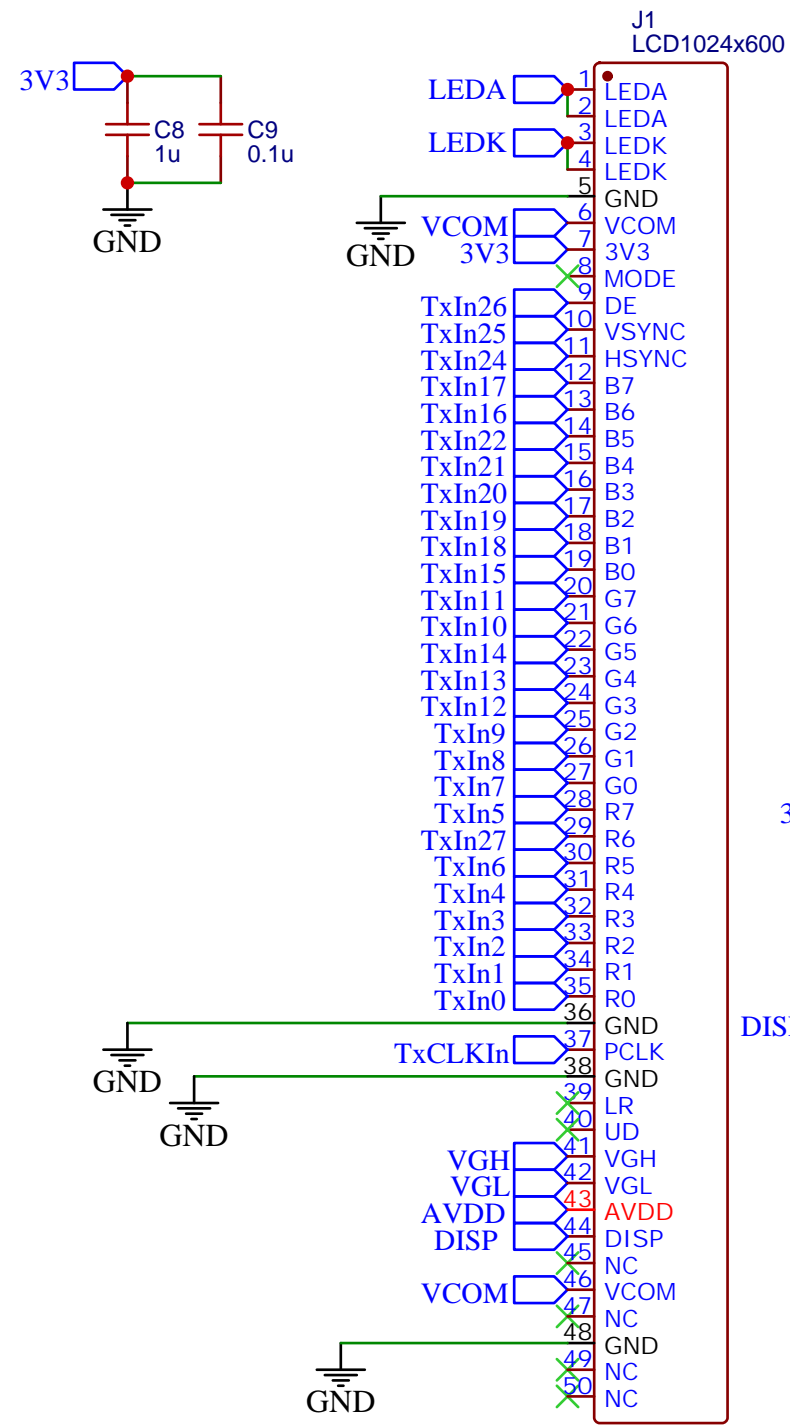 J1
LCD1024x600
3V3
C8
1u
C9
0.1u
GND
LEDA 1 LEDA
2 LEDA
LEDK 3 LEDK
4 LEDK
5 GND
GND
VCOM 6 VCOM
3V3 7 3V3
8 MODE
TxIn26 9 DE
TxIn25 10 VSYNC
TxIn24 11 HSYNC
TxIn17 12 B7
TxIn16 13 B6
TxIn22 14 B5
TxIn21 15 B4
TxIn20 16 B3
TxIn19 17 B2
TxIn18 18 B1
TxIn15 19 B0
TxIn11 20 G7
TxIn10 21 G6
TxIn14 22 G5
TxIn13 23 G4
TxIn12 24 G3
TxIn9 25 G2
TxIn8 26 G1
TxIn7 27 G0
TxIn5 28 R7
TxIn27 29 R6
TxIn6 30 R5
TxIn4 31 R4
TxIn3 32 R3
TxIn2 33 R2
TxIn1 34 R1
TxIn0 35 R0
36 GND
GND
TxCLKIn 37 PCLK
38 GND
GND
39 LR
40 UD
VGH 41 VGH
VGL 42 VGL
AVDD 43 AVDD
DISP 44 DISP
45 NC
VCOM 46 VCOM
47 NC
48 GND
GND
49 NC
50 NC
3
DIS